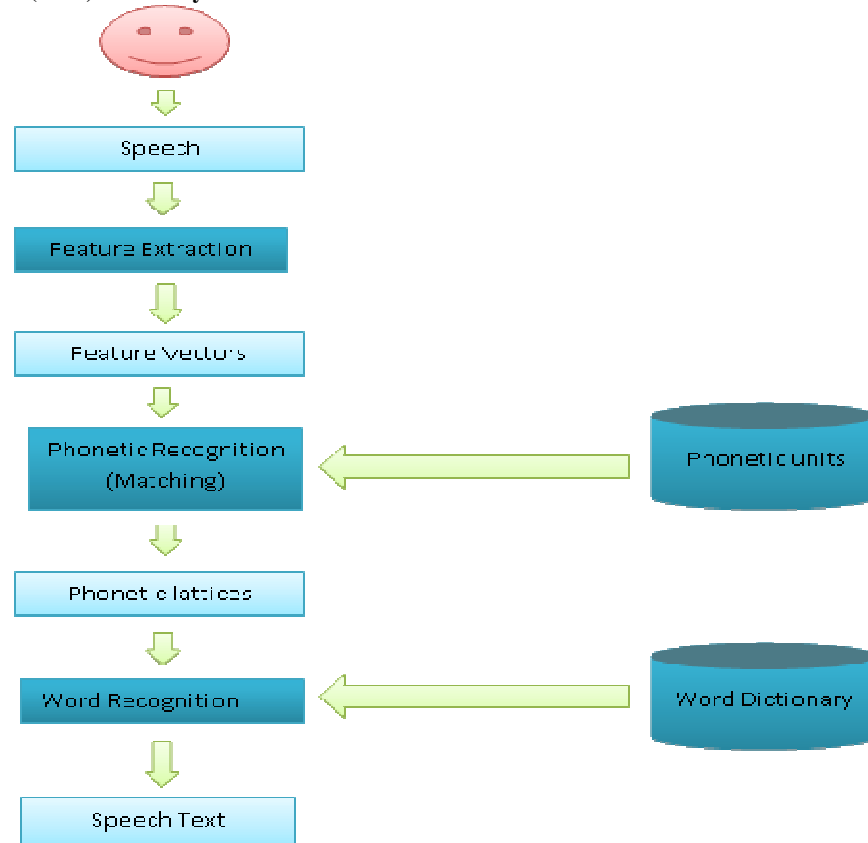 Speech
Feature Extraction
Feature Vectors
Phonetic Recognition
(Matching)
Phonetic units
Phonetic lattices
Word Recognition
Word Dictionary
Speech Text